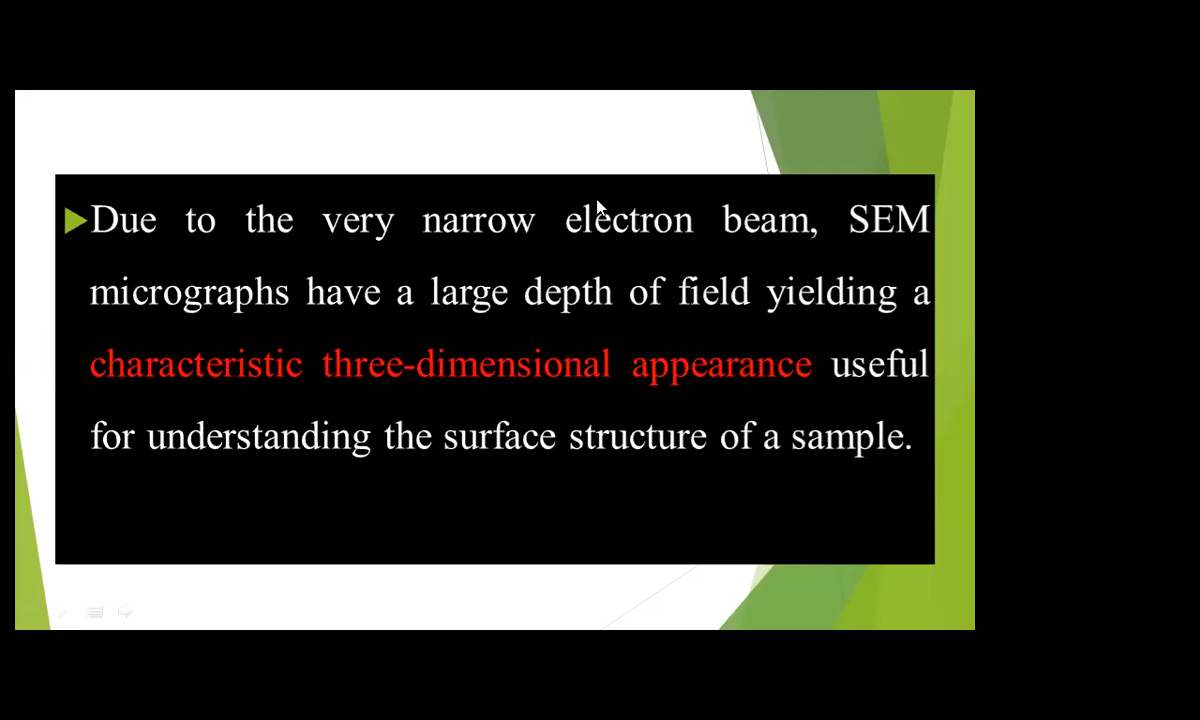 Due to the very narrow electron beam, SEM
micrographs have a large depth of field yielding a
characteristic three-dimensional appearance useful
for understanding the surface structure of a sample.